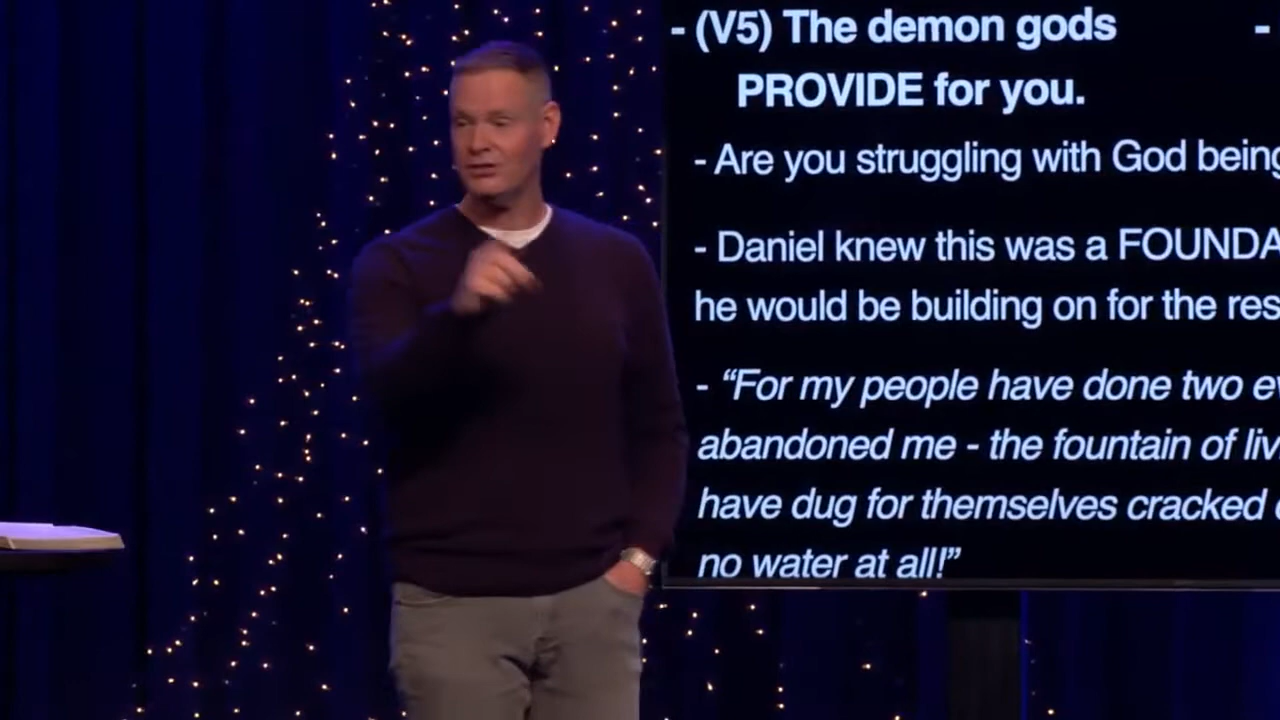 - (V5) The demon gods -
PROVIDE for you.
- Are you struggling with God being
- Daniel knew this was a FOUNDA
he would be building on for the res
- “For my people have done two ev
abandoned me - the fountain of liv
have dug for themselves cracked
no water at all!”